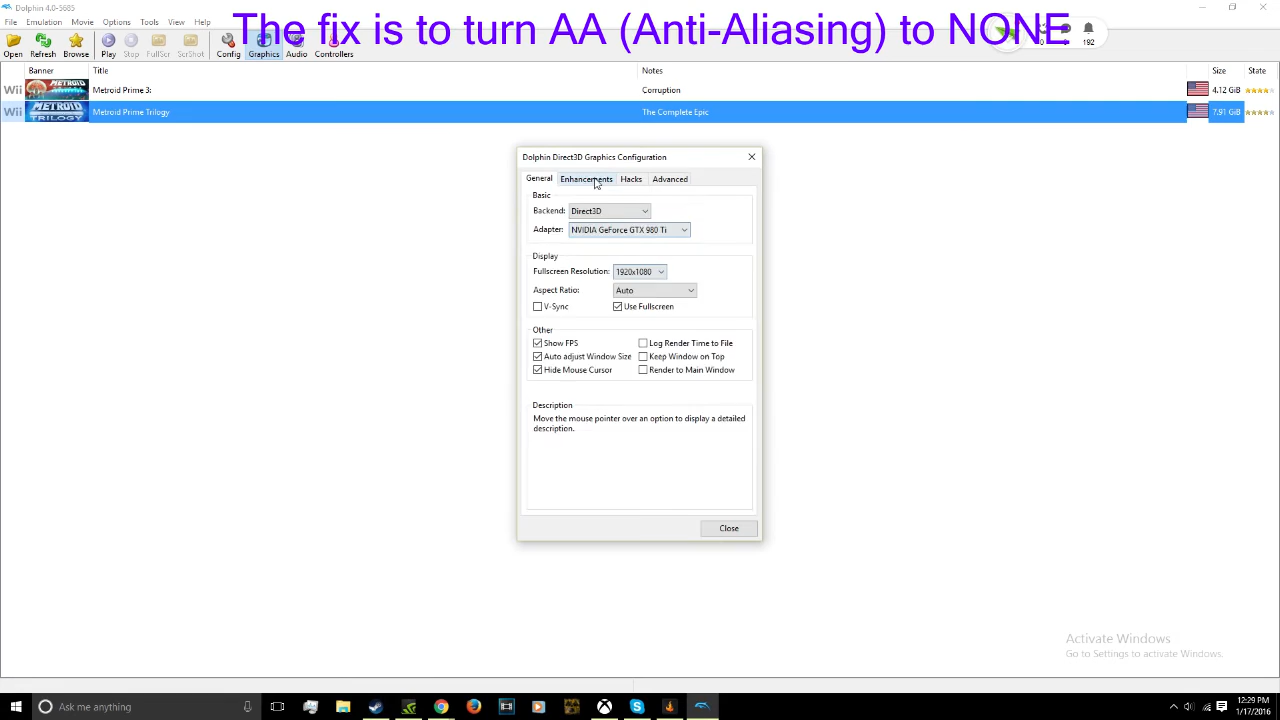 Dolphin 4.0-5685
The fix is to turn AA (Anti-Aliasing) to NONE
File Emulation Movie Options Tools View Help
192
Open Refresh Browse Play Stop FullScr ScrShot Config Graphics Audio Controllers
Banner Title Notes Size State
Wii Metroid Prime 3: Corruption 4.12 GiB
Wii METROID TRILOGY Metroid Prime Trilogy The Complete Epic 7.91 GiB
Dolphin Direct3D Graphics Configuration
General Enhancements Hacks Advanced
Basic
Backend: Direct3D
Adapter: NVIDIA GeForce GTX 980 Ti
Display
Fullscreen Resolution: 1920x1080
Aspect Ratio: Auto
V-Sync Use Fullscreen
Other
Show FPS Log Render Time to File
Auto adjust Window Size Keep Window on Top
Hide Mouse Cursor Render to Main Window
Description
Move the mouse pointer over an option to display a detailed
description.
Close
Activate Windows
Go to Settings to activate Windows.
Ask me anything
12:29 PM
1/17/2016